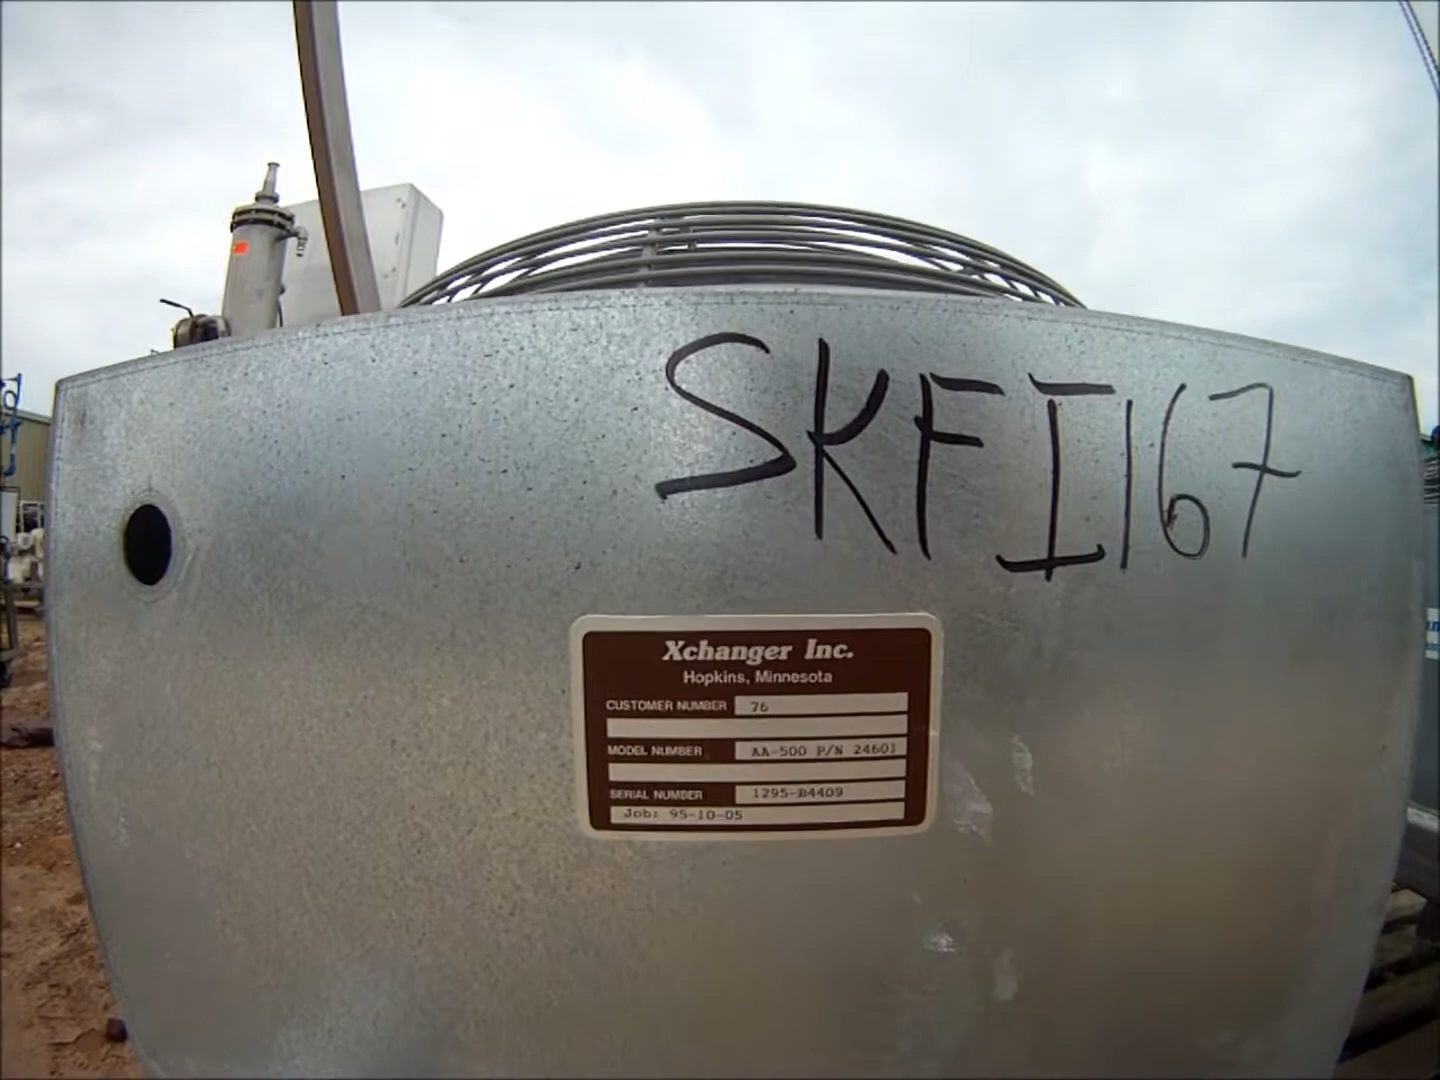 SKFI167
Xchanger Inc.
Hopkins, Minnesota
CUSTOMER NUMBER 76
MODEL NUMBER AA-500 P/N 24601
SERIAL NUMBER 1295-B4409
Job: 95-10-05